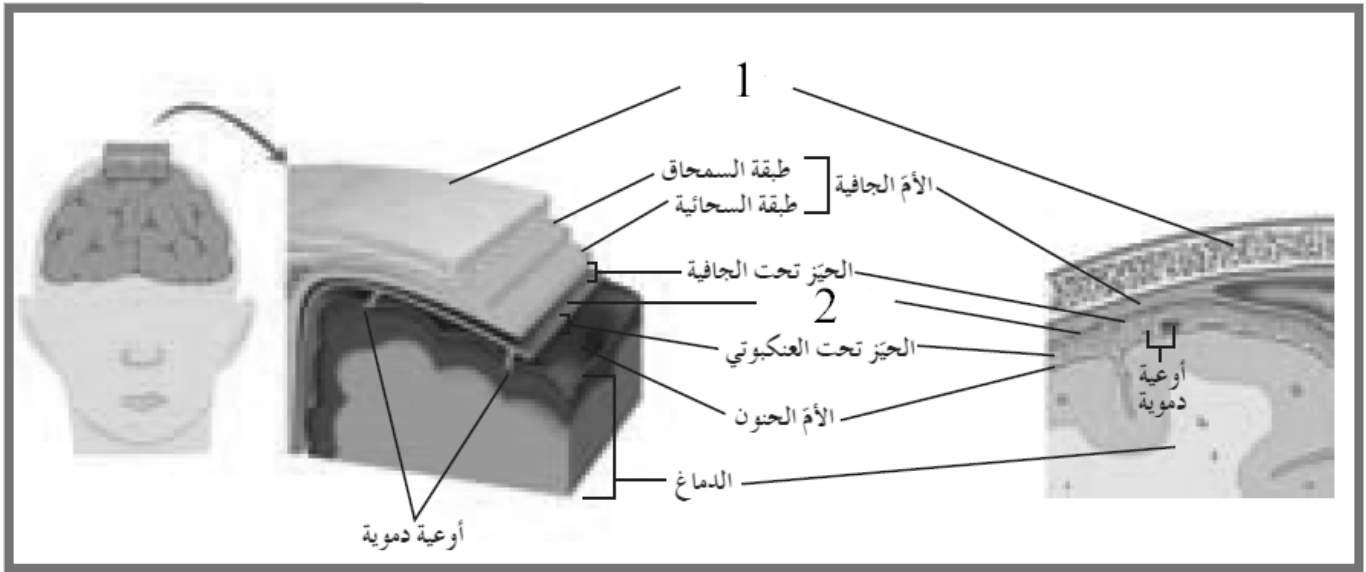 1
طبقة السمحاق
الأمّ الجافية
طبقة السحائية
الحيّز تحت الجافية
2
الحيّز تحت العنكبوتي
أوعية
دموية
الأمّ الحنون
الدماغ
أوعية دموية